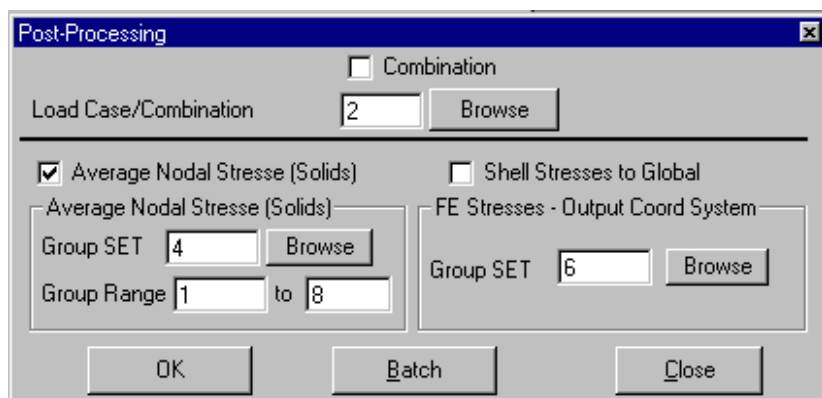 Post-Processing
Combination
Load Case/Combination 2 Browse
Average Nodal Stresse (Solids) Shell Stresses to Global
Average Nodal Stresse (Solids) FE Stresses - Output Coord System
Group SET 4 Browse
Group SET 6 Browse
Group Range 1 to 8
OK Batch Close